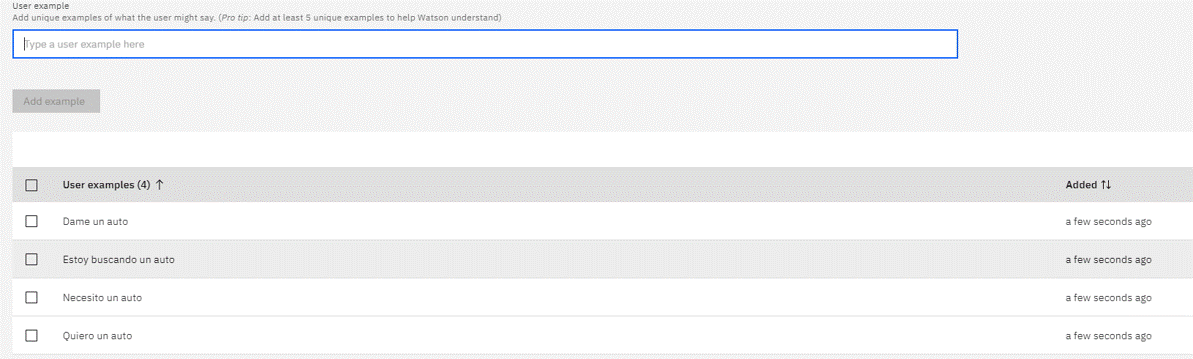 User example
Add unique examples of what the user might say. (Pro tip: Add at least 5 unique examples to help Watson understand)
Type a user example here
Add example
User examples (4) ↑ Added ↑↓
Dame un auto a few seconds ago
Estoy buscando un auto a few seconds ago
Necesito un auto a few seconds ago
Quiero un auto a few seconds ago